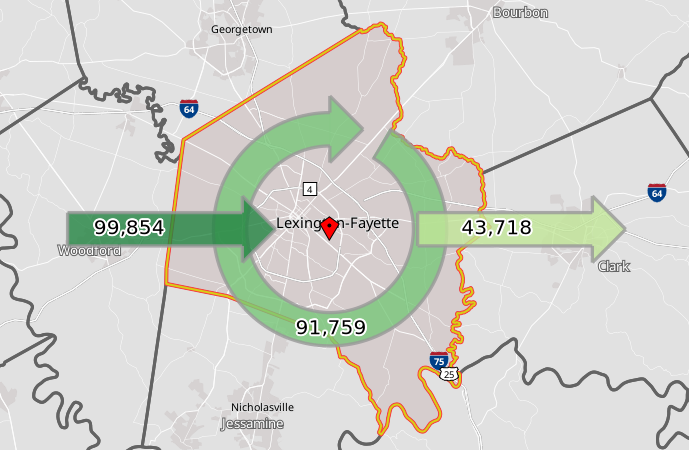 Bourbon
Georgetown
64
4
64
Lexington-Fayette
99,854
43,718
Woodford
Clark
91,759
75
25
Nicholasville
Jessamine